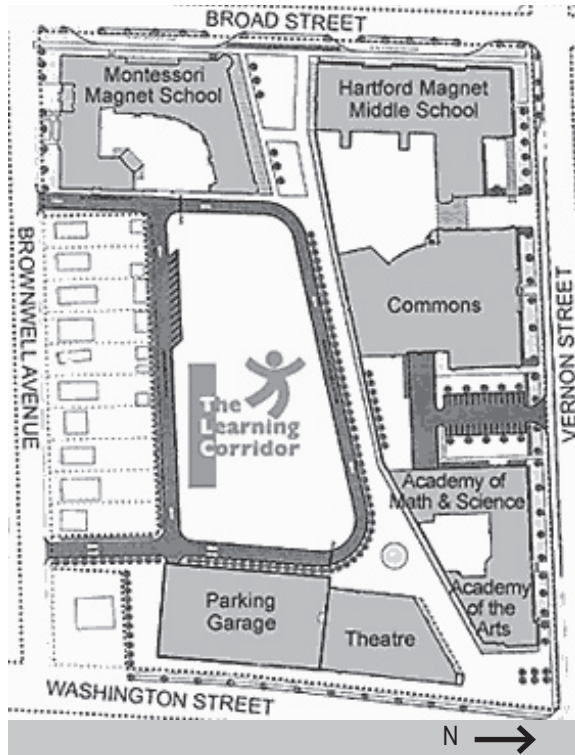 BROAD STREET
Montessori
Magnet School
Hartford Magnet
Middle School
BROWNWELL AVENUE
Commons
VERNON STREET
The
Learning
Corridor
Academy of
Math & Science
Academy
of the
Arts
Parking
Garage
Theatre
WASHINGTON STREET
N